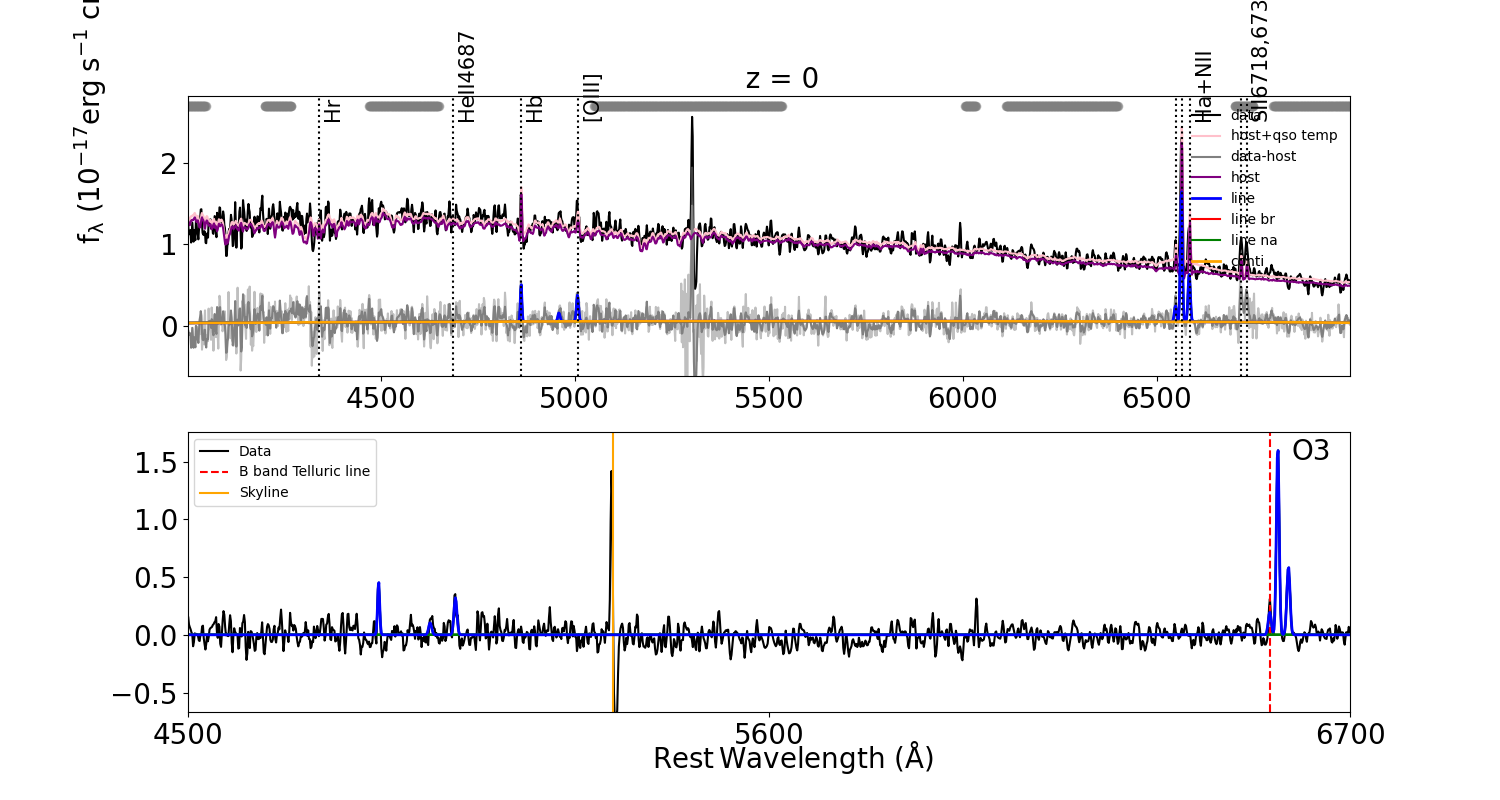 z = 0
f_λ (10^−17 erg s^−1 c
Hr
HeII4687
Hb
[OIII]
Ha+NII
SII6718,673
data
host+qso temp
data-host
host
line
line br
line na
conti
2
1
0
4500 5000 5500 6000 6500
Data
B band Telluric line
Skyline
O3
1.5
1.0
0.5
0.0
−0.5
4500 5600 6700
Rest Wavelength (Å)